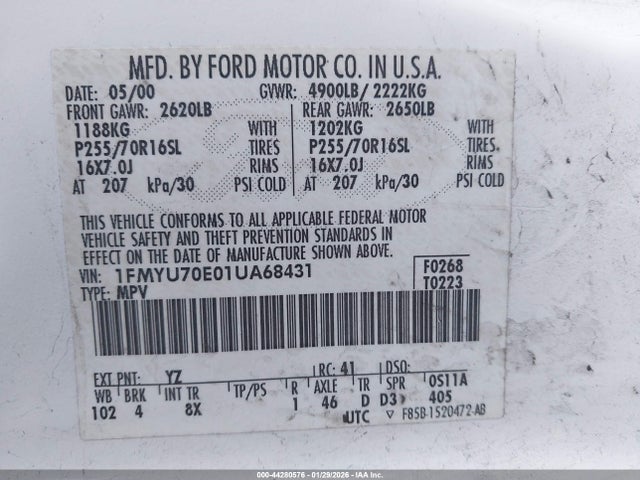 MFD. BY FORD MOTOR CO. IN U.S.A.
DATE: 05/00 GVWR: 4900LB/2222KG
FRONT GAWR: 2620LB REAR GAWR: 2650LB
1188KG WITH 1202KG WITH
P255/70R16SL TIRES P255/70R16SL TIRES
16X7.0J RIMS 16X7.0J RIMS
AT 207 kPa/30 PSI COLD AT 207 kPa/30 PSI COLD
THIS VEHICLE CONFORMS TO ALL APPLICABLE FEDERAL MOTOR
VEHICLE SAFETY AND THEFT PREVENTION STANDARDS IN
EFFECT ON THE DATE OF MANUFACTURE SHOWN ABOVE.
VIN: 1FMYU70E01UA68431 F0268
TYPE: MPV T0223
EXT PNT: YZ RC: 41 DSO:
WB BRK INT TR TP/PS R AXLE TR SPR 0S11A
102 4 8X 1 46 D D3 405
UTC ▽ F85B-1520472-AB
000-44280576 | 01/29/2026 - IAA Inc.